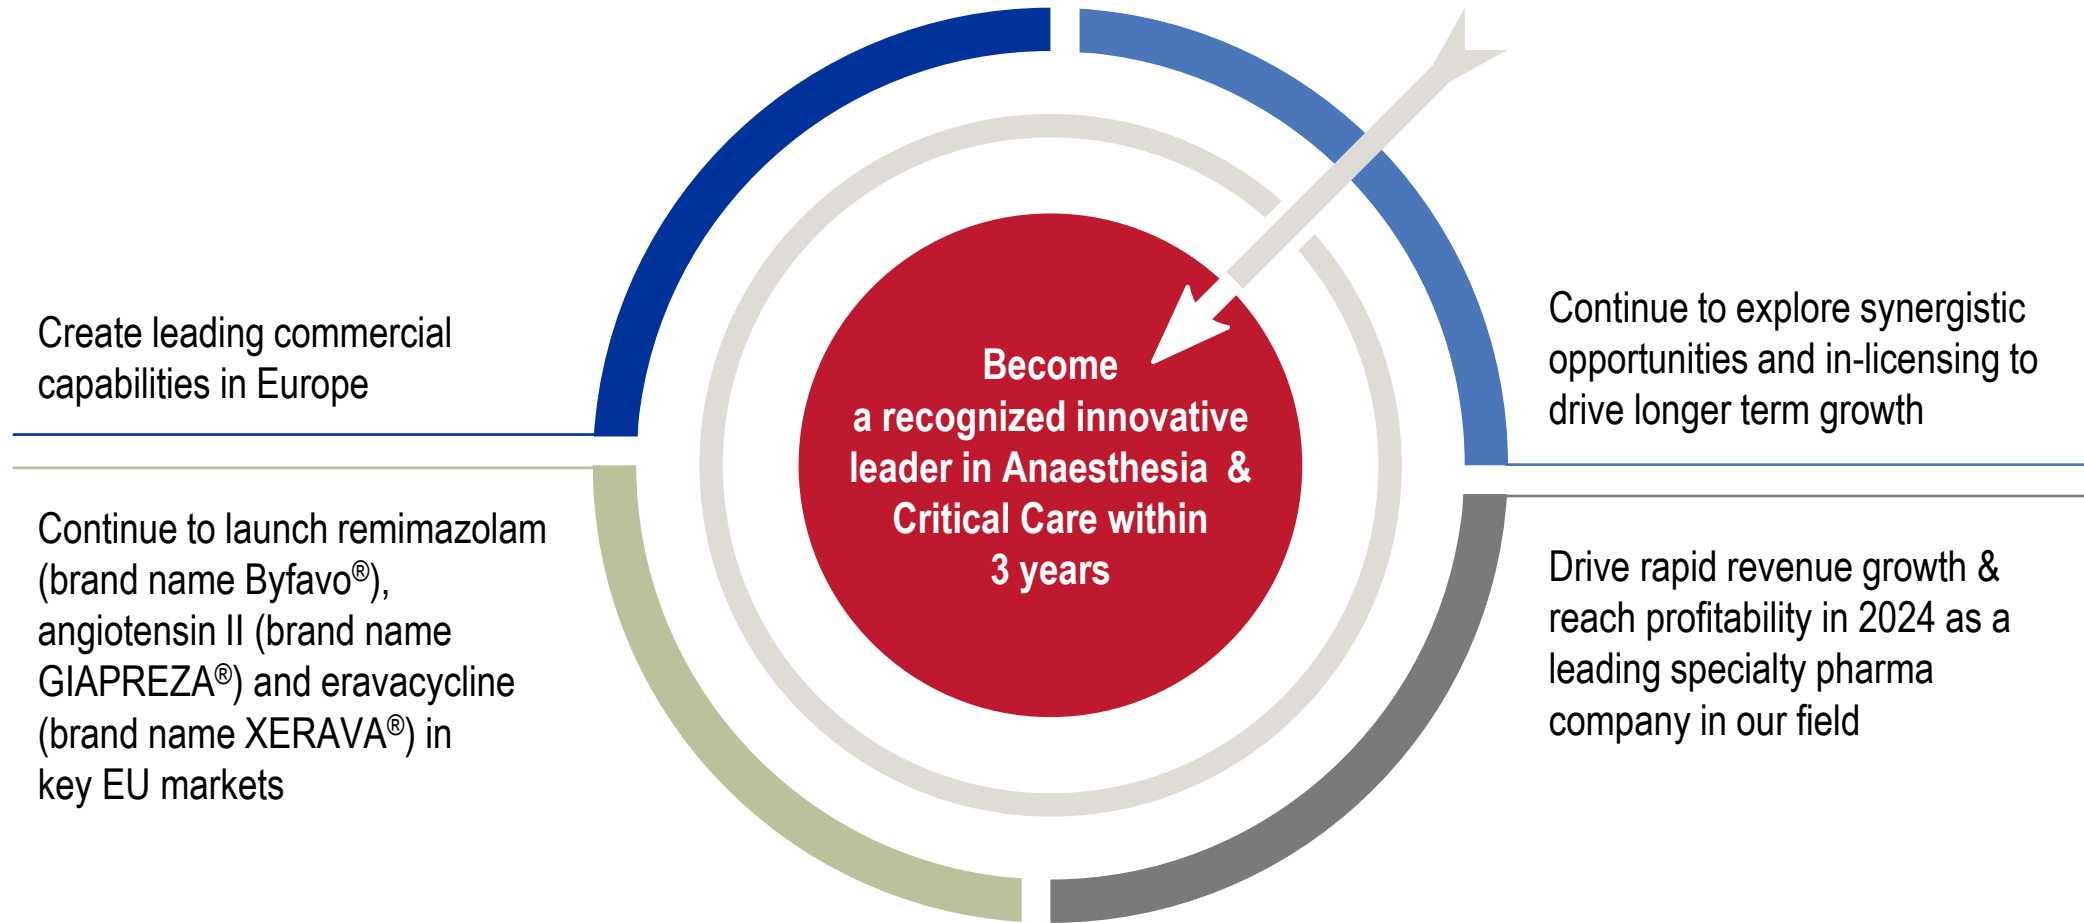 Create leading commercial
capabilities in Europe
Continue to launch remimazolam
(brand name Byfavo®),
angiotensin II (brand name
GIAPREZA®) and eravacycline
(brand name XERAVA®) in
key EU markets
Become
a recognized innovative
leader in Anaesthesia &
Critical Care within
3 years
Continue to explore synergistic
opportunities and in-licensing to
drive longer term growth
Drive rapid revenue growth &
reach profitability in 2024 as a
leading specialty pharma
company in our field